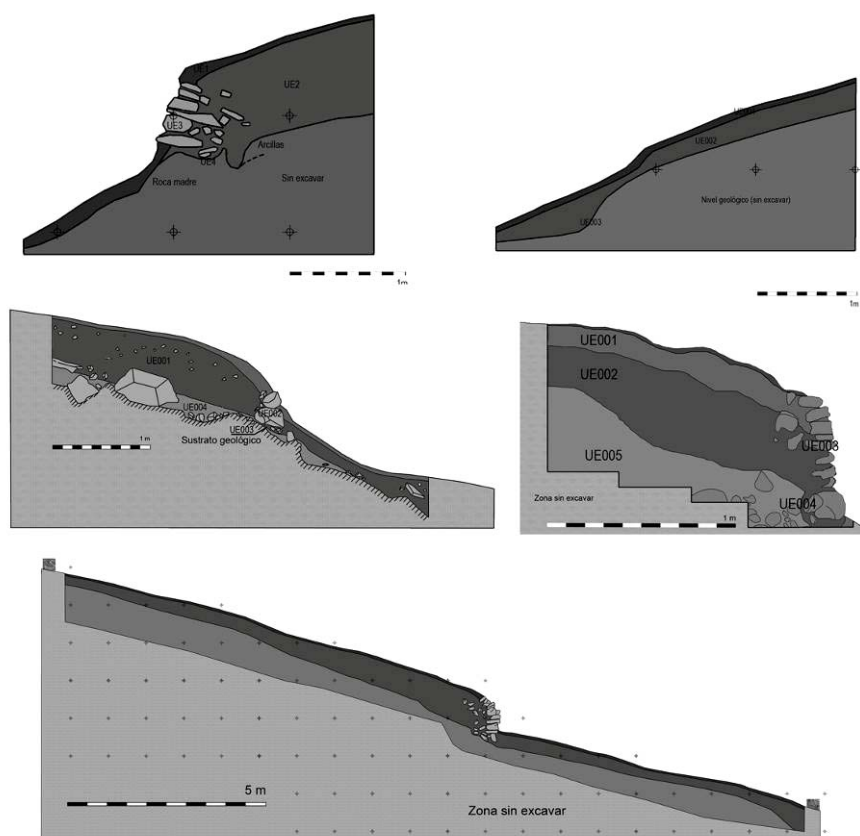 UE1
UE2
UE3
UE4
Arcillas
Roca madre
Sin excavar
1m
UE002
UE003
Nivel geológico (sin excavar)
1m
UE001
UE004
UE002
UE003
Sustrato geológico
1 m
UE001
UE002
UE003
UE005
UE004
Zona sin excavar
1 m
5 m
Zona sin excavar